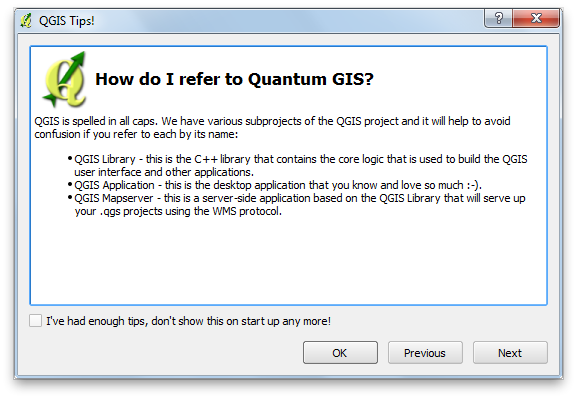 QGIS Tips!
How do I refer to Quantum GIS?
QGIS is spelled in all caps. We have various subprojects of the QGIS project and it will help to avoid
confusion if you refer to each by its name:
• QGIS Library - this is the C++ library that contains the core logic that is used to build the QGIS
user interface and other applications.
• QGIS Application - this is the desktop application that you know and love so much :-).
• QGIS Mapserver - this is a server-side application based on the QGIS Library that will serve up
your .qgs projects using the WMS protocol.
I've had enough tips, don't show this on start up any more!
OK Previous Next